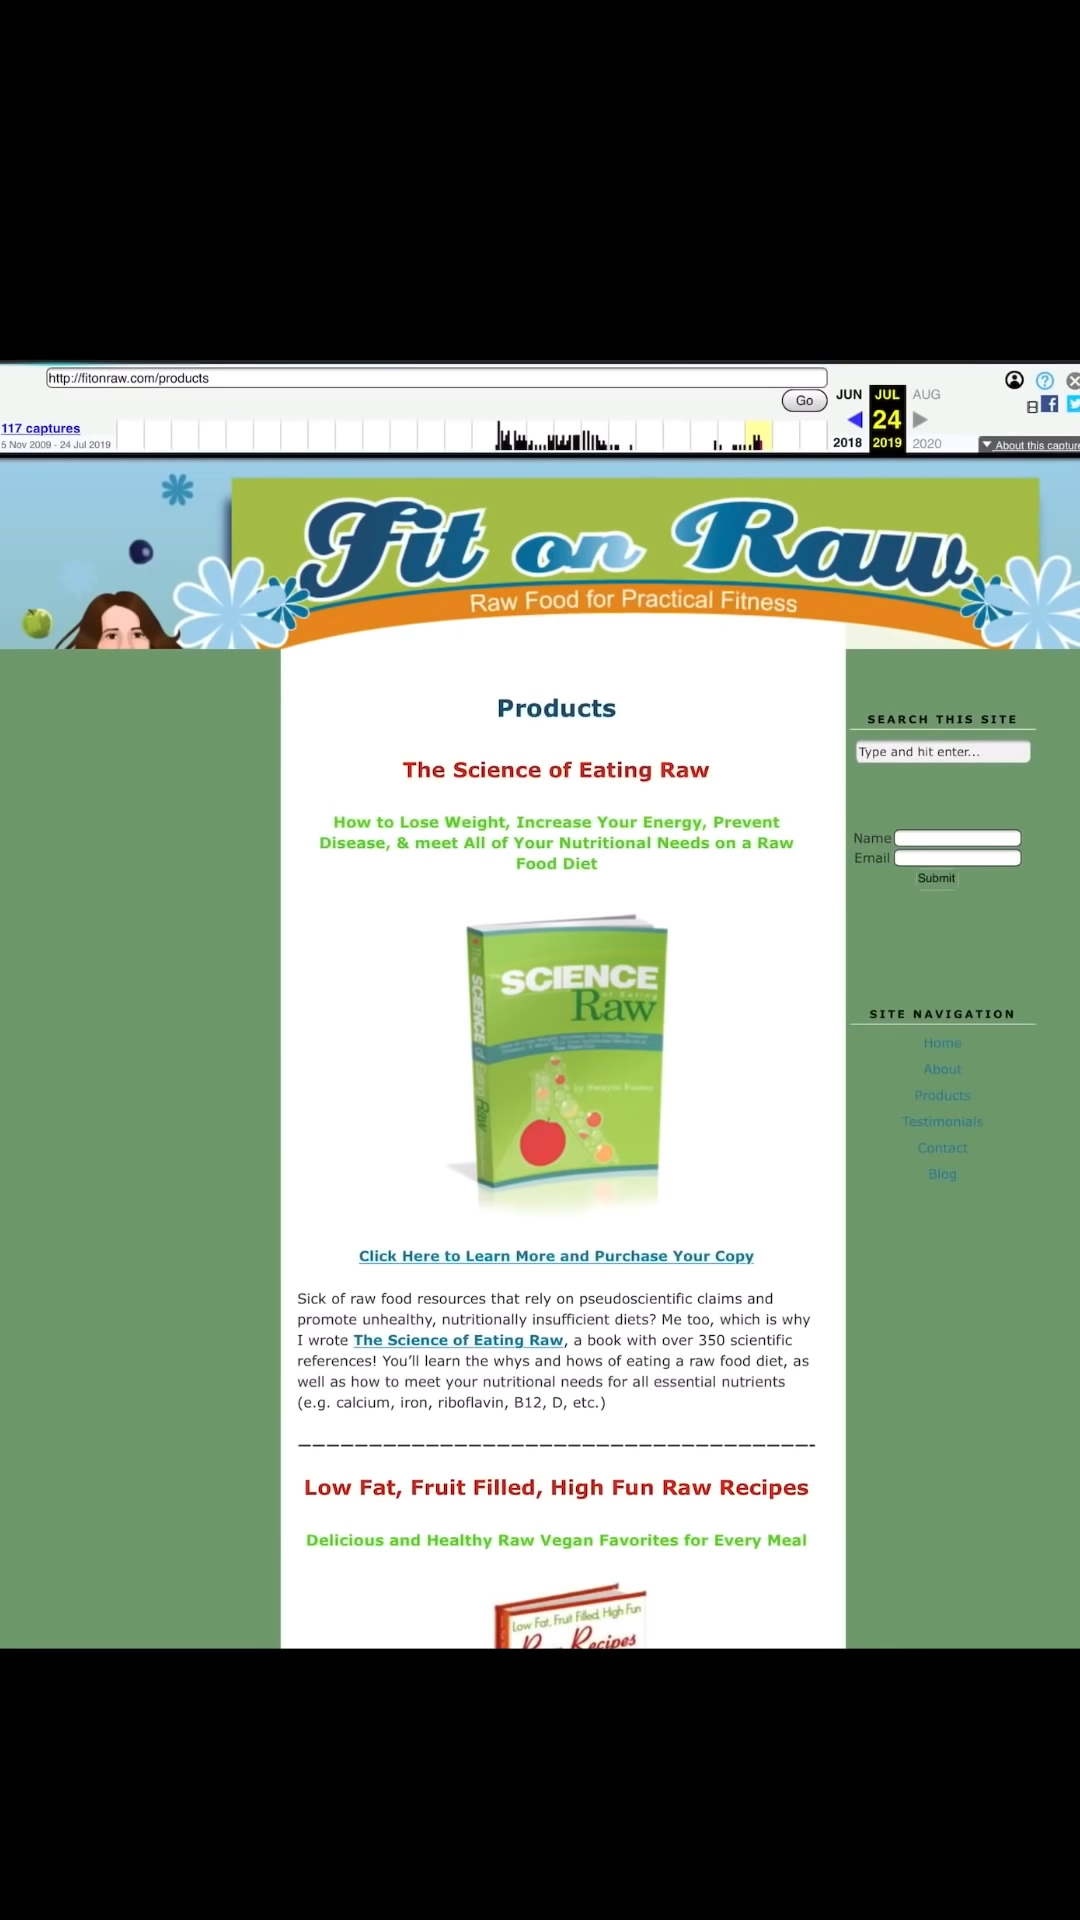 http://fitonraw.com/products
Go
JUN JUL AUG
117 captures
24
5 Nov 2009 - 24 Jul 2019
2018 2019 2020
About this capture
Fit on Raw
Raw Food for Practical Fitness
Products
SEARCH THIS SITE
Type and hit enter...
The Science of Eating Raw
How to Lose Weight, Increase Your Energy, Prevent
Disease, & meet All of Your Nutritional Needs on a Raw
Food Diet
Name
Email
Submit
The SCIENCE of Eating Raw
SCIENCE
of Eating
Raw
SITE NAVIGATION
Home
About
Products
Testimonials
Contact
Blog
Click Here to Learn More and Purchase Your Copy
Sick of raw food resources that rely on pseudoscientific claims and
promote unhealthy, nutritionally insufficient diets? Me too, which is why
I wrote The Science of Eating Raw, a book with over 350 scientific
references! You’ll learn the whys and hows of eating a raw food diet, as
well as how to meet your nutritional needs for all essential nutrients
(e.g. calcium, iron, riboflavin, B12, D, etc.)
Low Fat, Fruit Filled, High Fun Raw Recipes
Delicious and Healthy Raw Vegan Favorites for Every Meal
Low Fat, Fruit Filled, High Fun
Raw Recipes